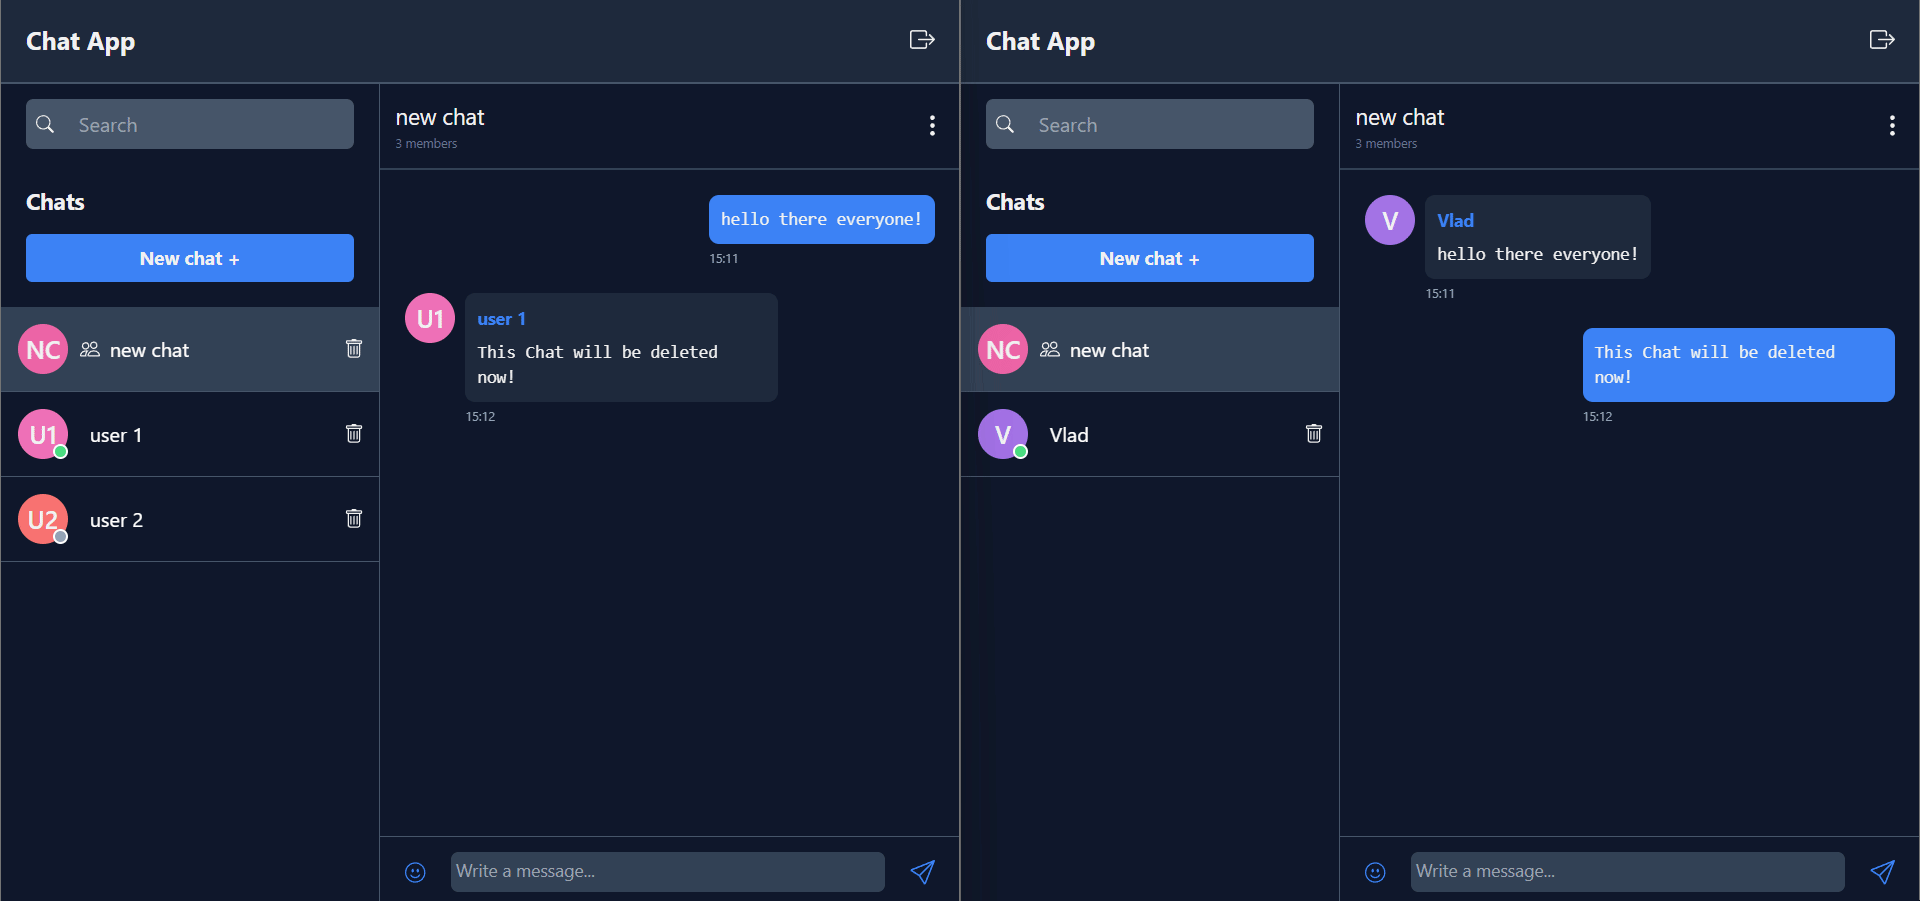 Chat App
Search
Chats
New chat +
NC new chat
U1 user 1
U2 user 2
new chat
3 members
hello there everyone!
15:11
U1
user 1
This Chat will be deleted
now!
15:12
Write a message...
Chat App
Search
Chats
New chat +
NC new chat
V Vlad
new chat
3 members
V
Vlad
hello there everyone!
15:11
This Chat will be deleted
now!
15:12
Write a message...